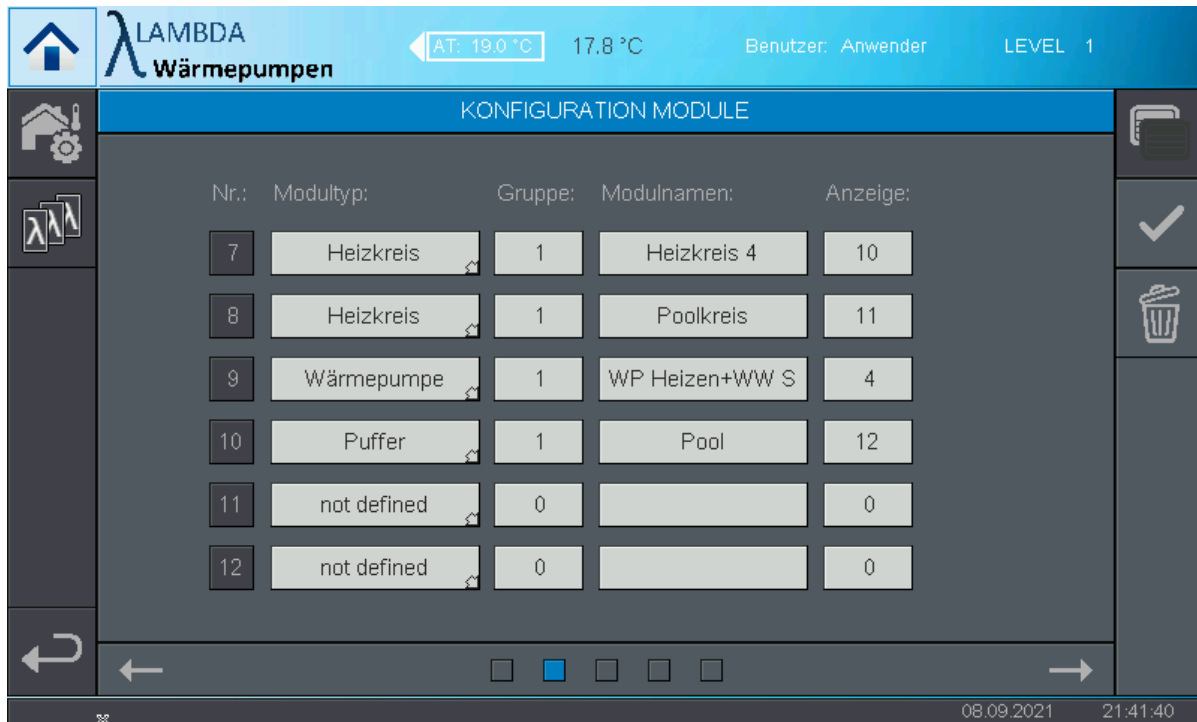 LAMBDA
Wärmepumpen
AT: 19.0 °C 17.8 °C Benutzer: Anwender LEVEL 1
KONFIGURATION MODULE
Nr.: Modultyp: Gruppe: Modulnamen: Anzeige:
7 Heizkreis 1 Heizkreis 4 10
8 Heizkreis 1 Poolkreis 11
9 Wärmepumpe 1 WP Heizen+WW S 4
10 Puffer 1 Pool 12
11 not defined 0 0
12 not defined 0 0
08.09.2021 21:41:40